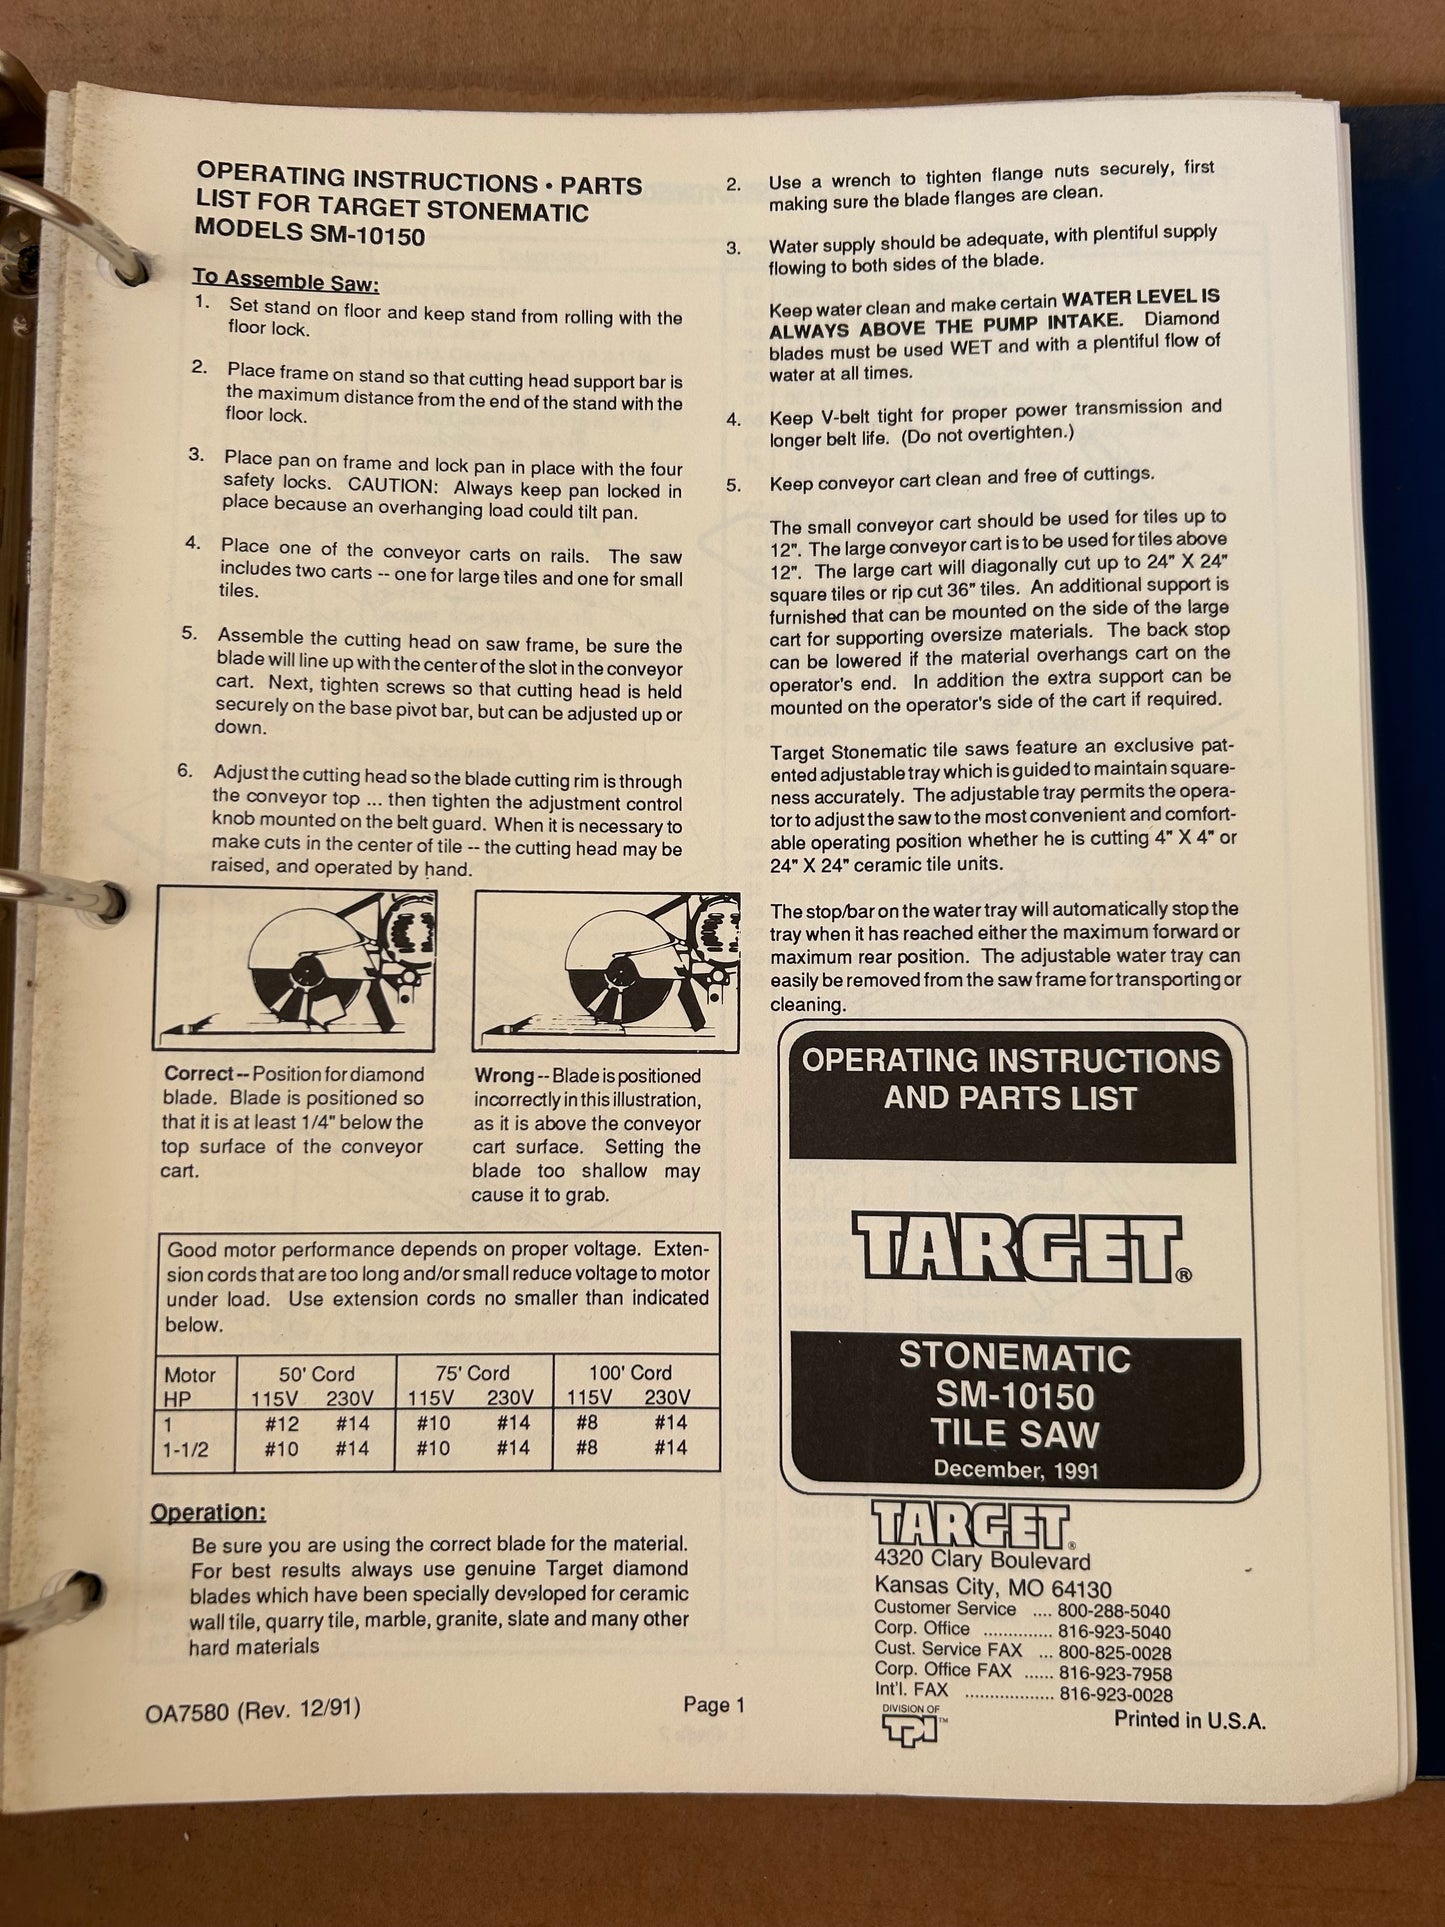 OPERATING INSTRUCTIONS • PARTS
LIST FOR TARGET STONEMATIC
MODELS SM-10150
To Assemble Saw:
1. Set stand on floor and keep stand from rolling with the
floor lock.
2. Place frame on stand so that cutting head support bar is
the maximum distance from the end of the stand with the
floor lock.
3. Place pan on frame and lock pan in place with the four
safety locks. CAUTION: Always keep pan locked in
place because an overhanging load could tilt pan.
4. Place one of the conveyor carts on rails. The saw
includes two carts -- one for large tiles and one for small
tiles.
5. Assemble the cutting head on saw frame, be sure the
blade will line up with the center of the slot in the conveyor
cart. Next, tighten screws so that cutting head is held
securely on the base pivot bar, but can be adjusted up or
down.
6. Adjust the cutting head so the blade cutting rim is through
the conveyor top ... then tighten the adjustment control
knob mounted on the belt guard. When it is necessary to
make cuts in the center of tile -- the cutting head may be
raised, and operated by hand.
Correct -- Position for diamond
blade. Blade is positioned so
that it is at least 1/4" below the
top surface of the conveyor
cart.
Wrong -- Blade is positioned
incorrectly in this illustration,
as it is above the conveyor
cart surface. Setting the
blade too shallow may
cause it to grab.
Good motor performance depends on proper voltage. Exten-
sion cords that are too long and/or small reduce voltage to motor
under load. Use extension cords no smaller than indicated
below.
Motor 50' Cord 75' Cord 100' Cord
HP 115V 230V 115V 230V 115V 230V
1 #12 #14 #10 #14 #8 #14
1-1/2 #10 #14 #10 #14 #8 #14
Operation:
Be sure you are using the correct blade for the material.
For best results always use genuine Target diamond
blades which have been specially developed for ceramic
wall tile, quarry tile, marble, granite, slate and many other
hard materials
2. Use a wrench to tighten flange nuts securely, first
making sure the blade flanges are clean.
3. Water supply should be adequate, with plentiful supply
flowing to both sides of the blade.
Keep water clean and make certain WATER LEVEL IS
ALWAYS ABOVE THE PUMP INTAKE. Diamond
blades must be used WET and with a plentiful flow of
water at all times.
4. Keep V-belt tight for proper power transmission and
longer belt life. (Do not overtighten.)
5. Keep conveyor cart clean and free of cuttings.
The small conveyor cart should be used for tiles up to
12". The large conveyor cart is to be used for tiles above
12". The large cart will diagonally cut up to 24" X 24"
square tiles or rip cut 36" tiles. An additional support is
furnished that can be mounted on the side of the large
cart for supporting oversize materials. The back stop
can be lowered if the material overhangs cart on the
operator's end. In addition the extra support can be
mounted on the operator's side of the cart if required.
Target Stonematic tile saws feature an exclusive pat-
ented adjustable tray which is guided to maintain square-
ness accurately. The adjustable tray permits the opera-
tor to adjust the saw to the most convenient and comfort-
able operating position whether he is cutting 4" X 4" or
24" X 24" ceramic tile units.
The stop/bar on the water tray will automatically stop the
tray when it has reached either the maximum forward or
maximum rear position. The adjustable water tray can
easily be removed from the saw frame for transporting or
cleaning.
OPERATING INSTRUCTIONS
AND PARTS LIST
TARGET®
STONEMATIC
SM-10150
TILE SAW
December, 1991
TARGET®
4320 Clary Boulevard
Kansas City, MO 64130
Customer Service .... 800-288-5040
Corp. Office .............. 816-923-5040
Cust. Service FAX ... 800-825-0028
Corp. Office FAX ...... 816-923-7958
Int'l. FAX .................. 816-923-0028
DIVISION OF
TPI™
OA7580 (Rev. 12/91) Page 1 Printed in U.S.A.